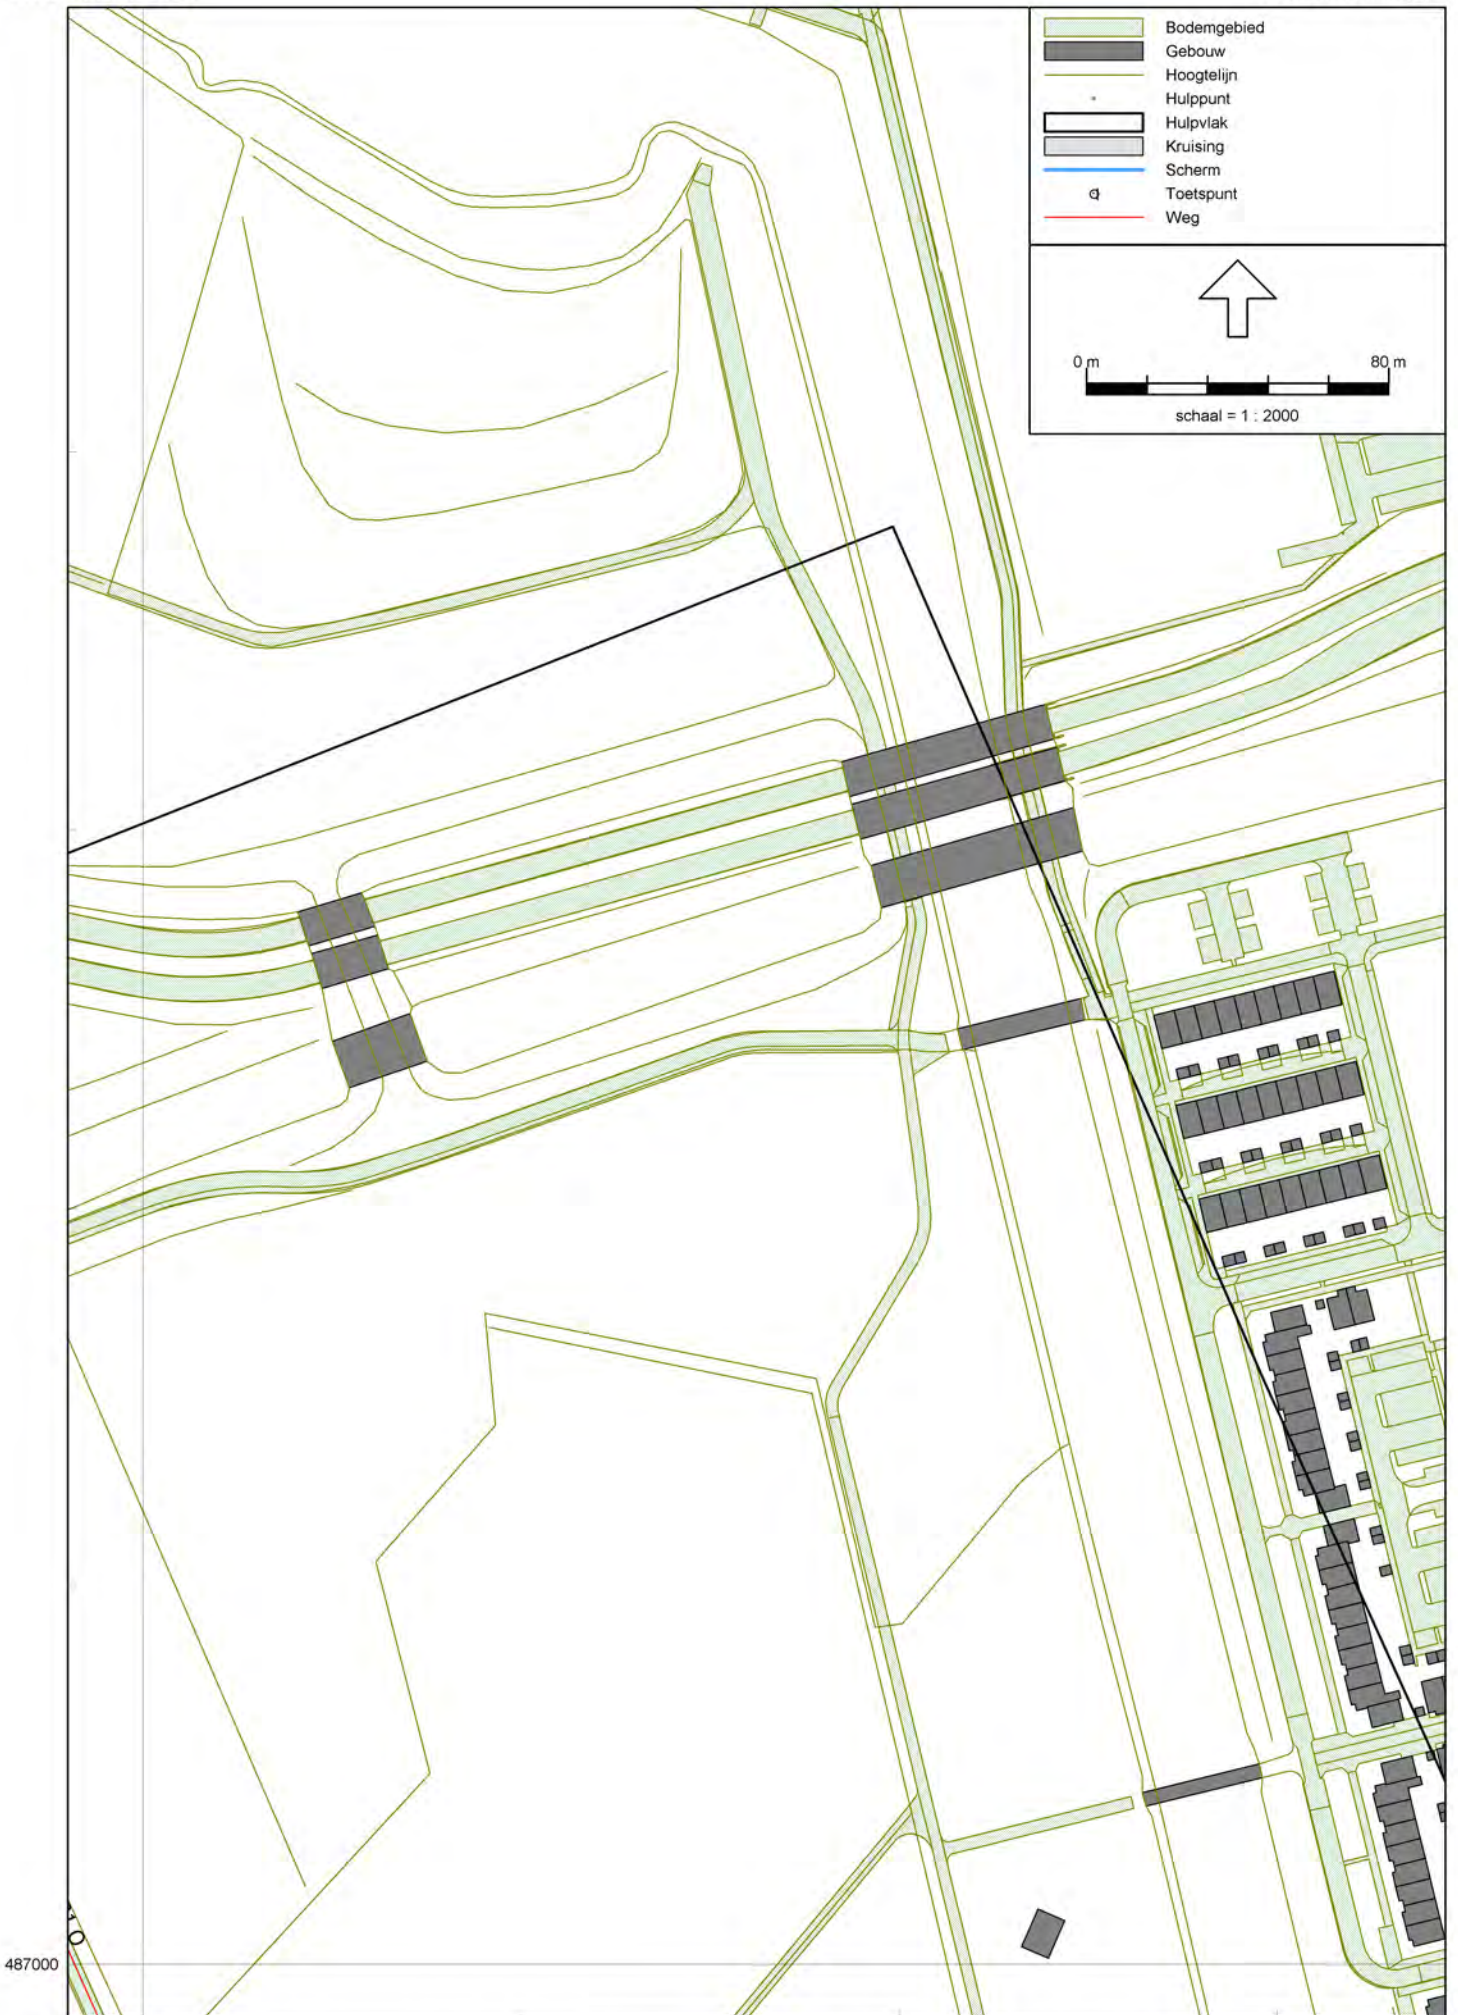 Bodemgebied
Gebouw
Hoogtelijn
Hulppunt
Hulpvlak
Kruising
Scherm
Toetspunt
Weg
0 m 80 m
schaal = 1 : 2000
487000